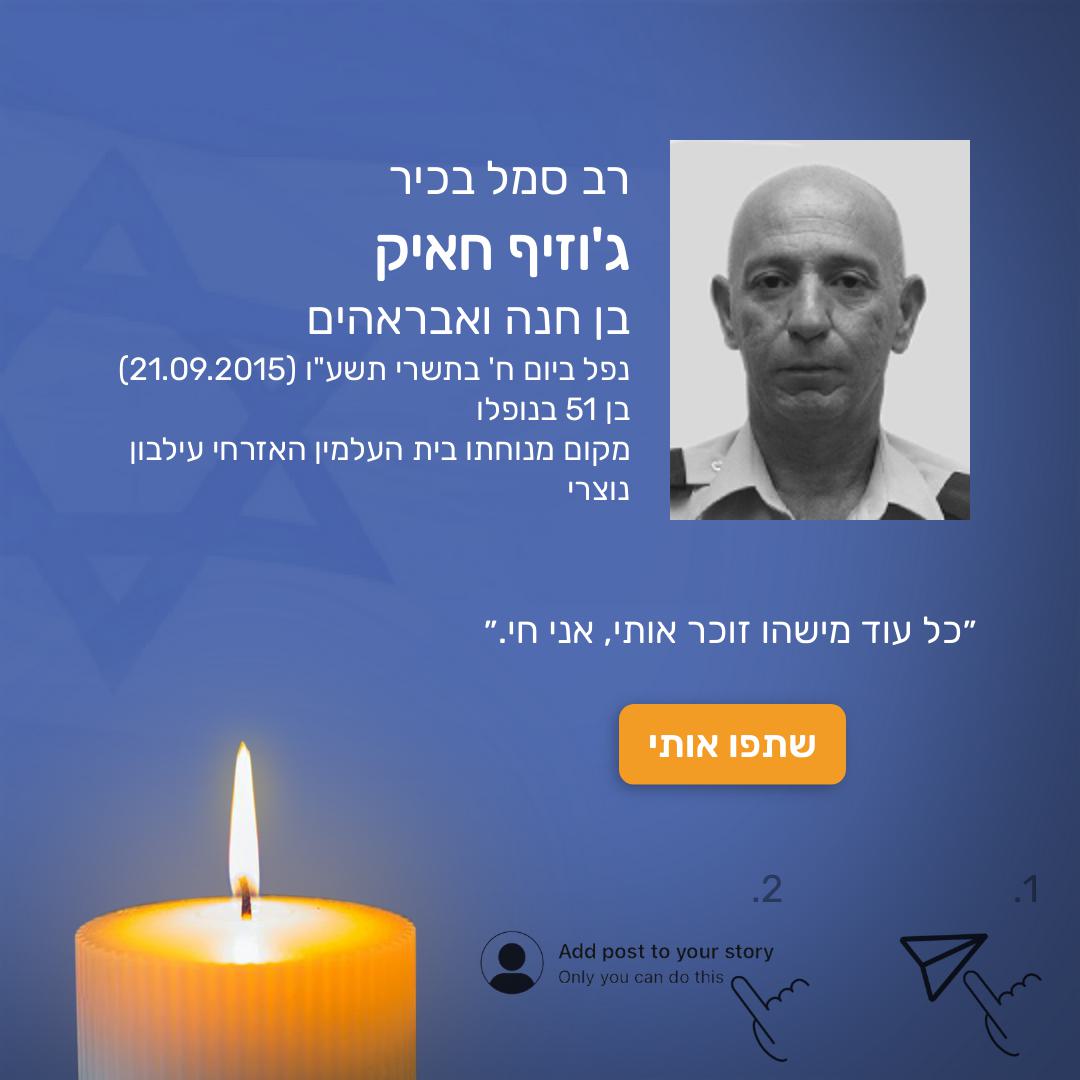 רב סמל בכיר
ג'וזיף חאיק
בן חנה ואבראהים
נפל ביום ח' בתשרי תשע"ו (21.09.2015)
בן 51 בנופלו
מקום מנוחתו בית העלמין האזרחי עילבון
נוצרי
״כל עוד מישהו זוכר אותי, אני חי.״
שתפו אותי
1.
2.
Add post to your story
Only you can do this